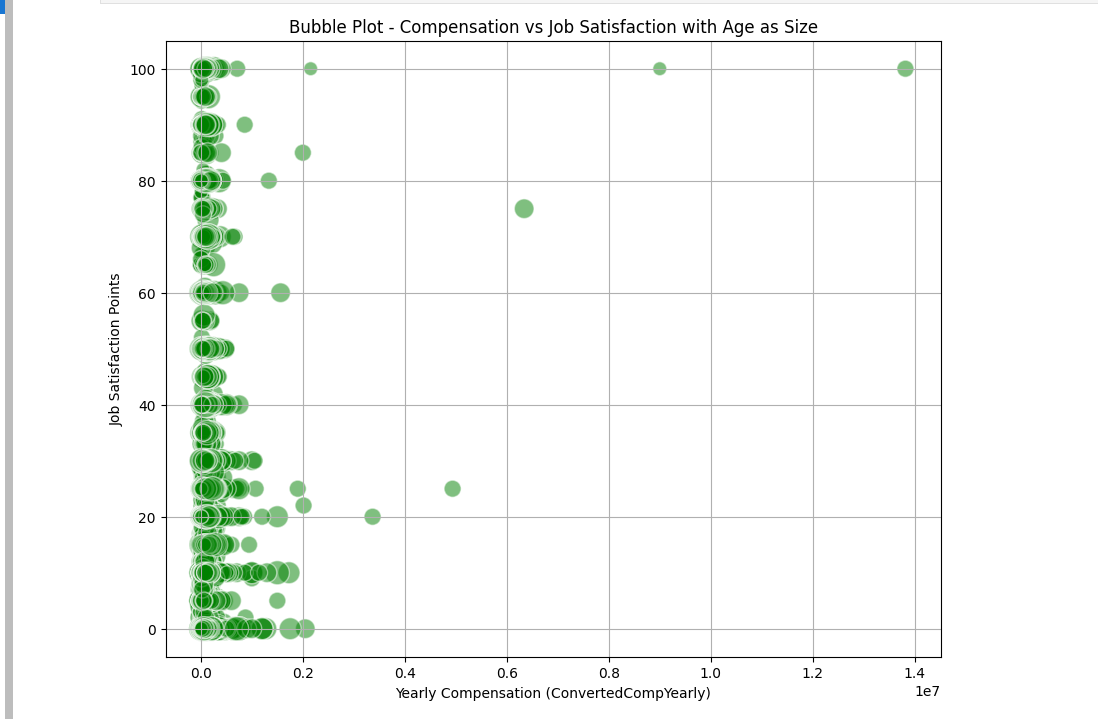 Bubble Plot - Compensation vs Job Satisfaction with Age as Size
100
80
60
40
20
0
Job Satisfaction Points
0.0 0.2 0.4 0.6 0.8 1.0 1.2 1.4
1e7
Yearly Compensation (ConvertedCompYearly)